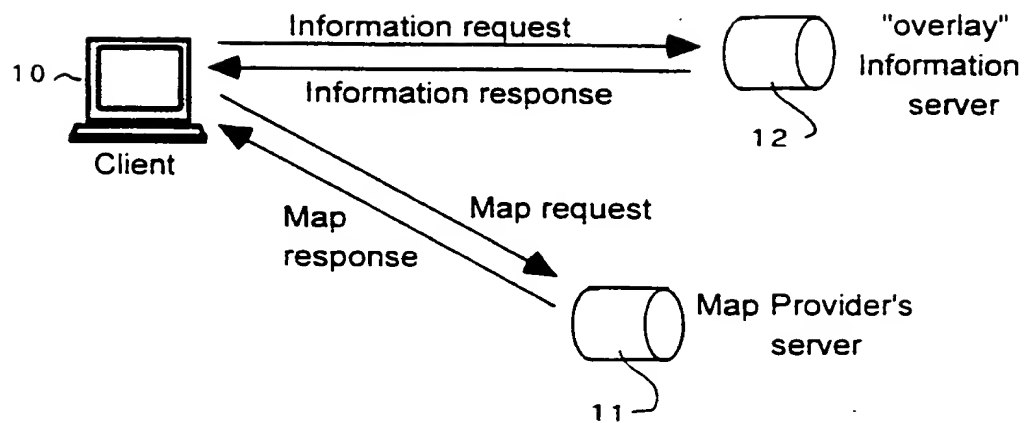 Information request
"overlay"
Information
server
10
Information response
12
Client
Map request
Map
response
Map Provider's
server
11